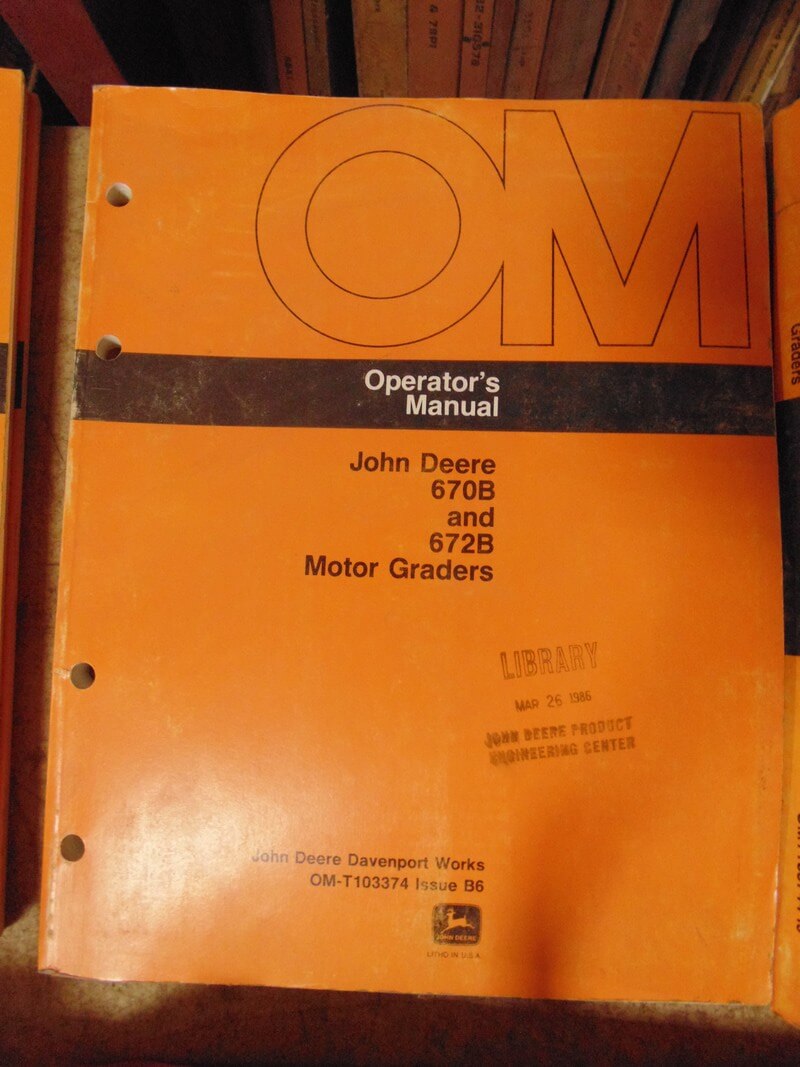 & 78PI
OM
Operator's
Manual
John Deere
670B
and
672B
Motor Graders
LIBRARY
MAR 26 1986
JOHN DEERE PRODUCT
ENGINEERING CENTER
John Deere Davenport Works
OM-T103374 Issue B6
JOHN DEERE
LITHO IN U.S.A.
Graders